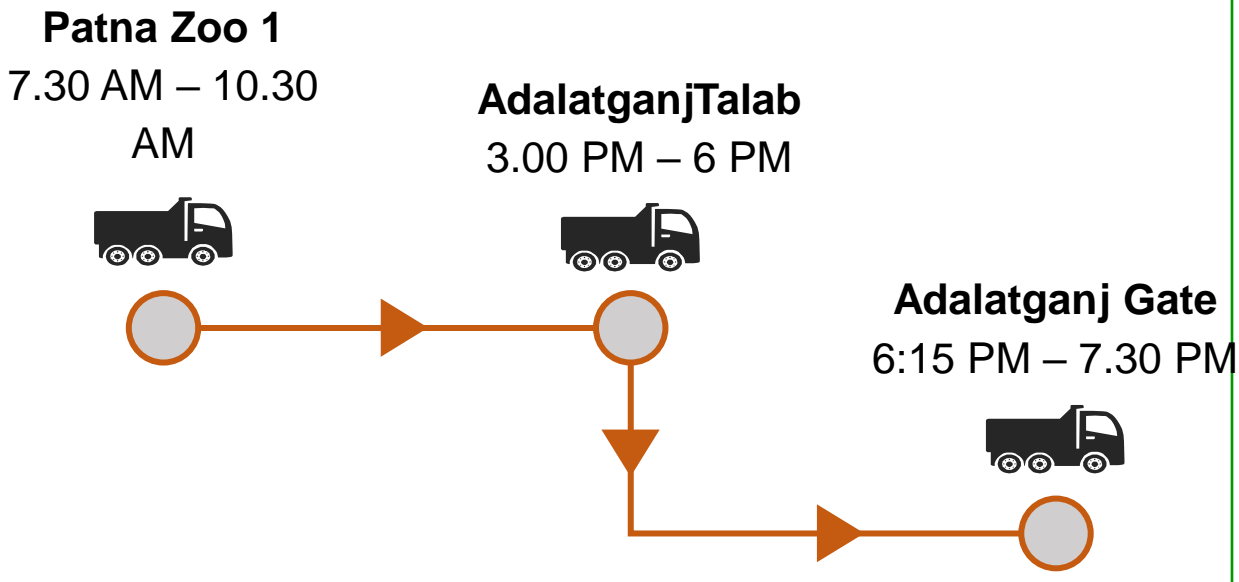 Patna Zoo 1
7.30 AM – 10.30
AM
AdalatganjTalab
3.00 PM – 6 PM
Adalatganj Gate
6:15 PM – 7.30 PM